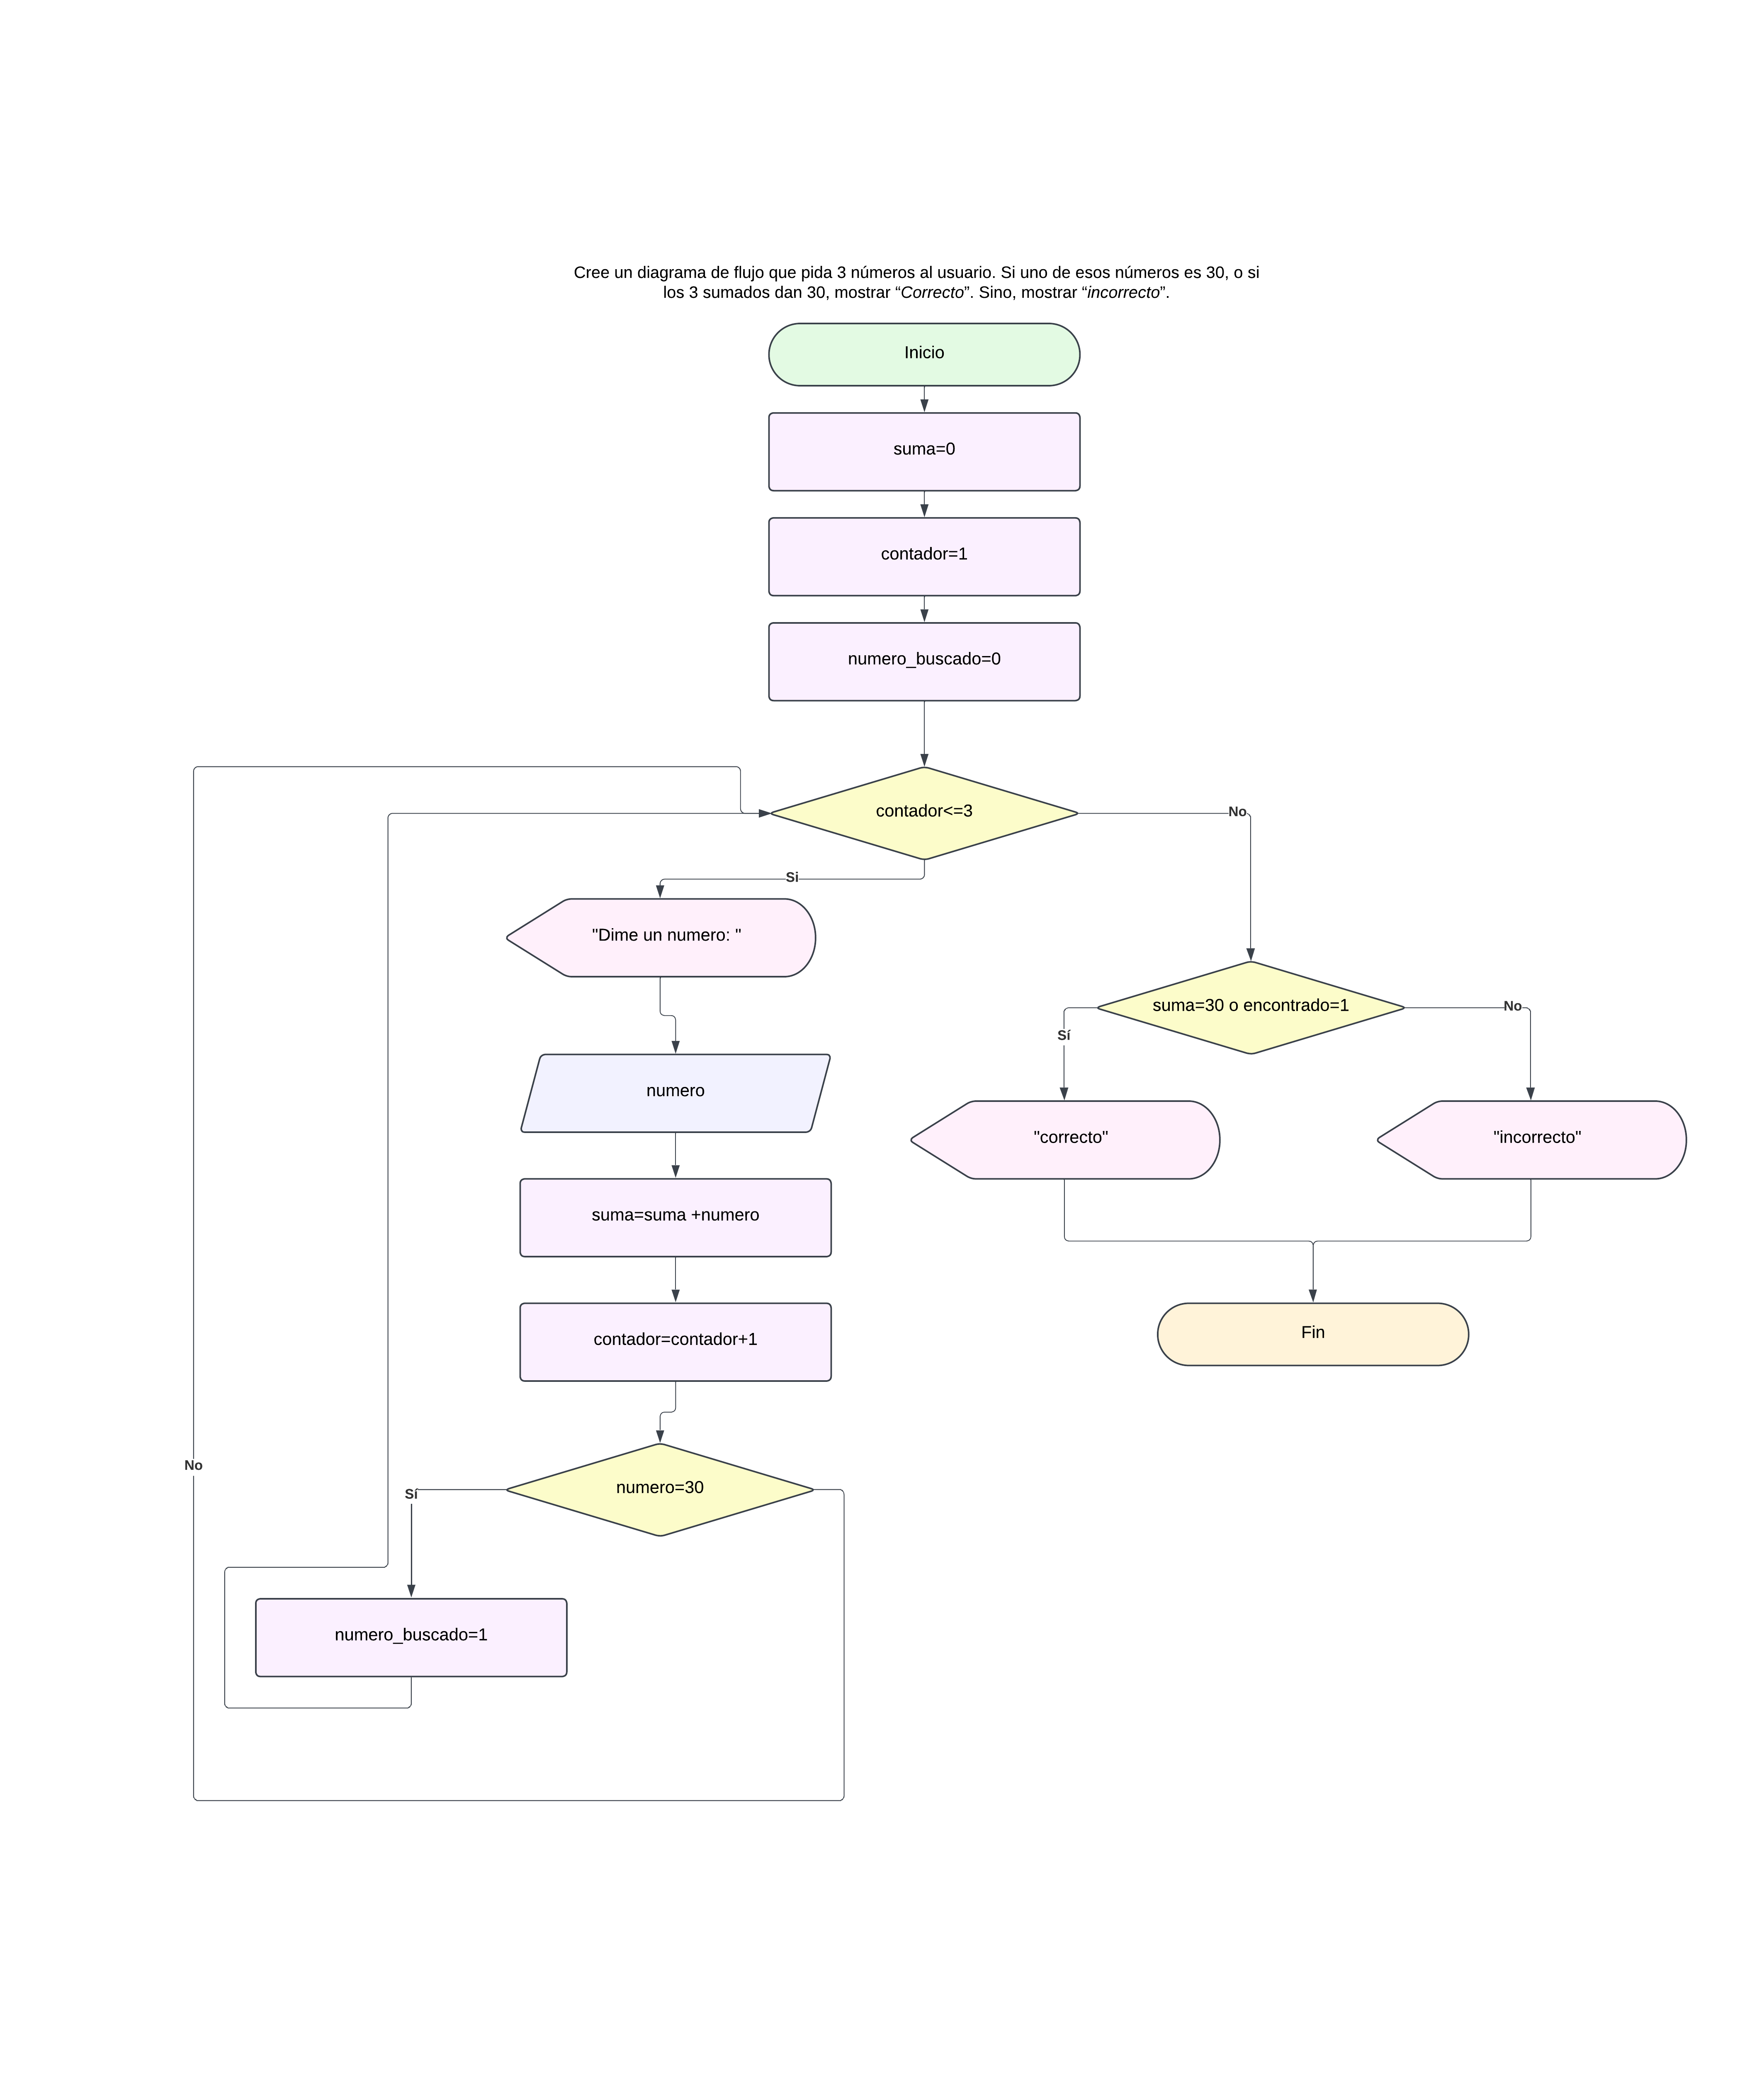 Cree un diagrama de flujo que pida 3 números al usuario. Si uno de esos números es 30, o si
los 3 sumados dan 30, mostrar “Correcto”. Sino, mostrar “incorrecto”.
Inicio
suma=0
contador=1
numero_buscado=0
contador<=3
No
Si
"Dime un numero: "
suma=30 o encontrado=1
No
Sí
numero
"correcto"
"incorrecto"
suma=suma +numero
contador=contador+1
Fin
No
numero=30
Sí
numero_buscado=1